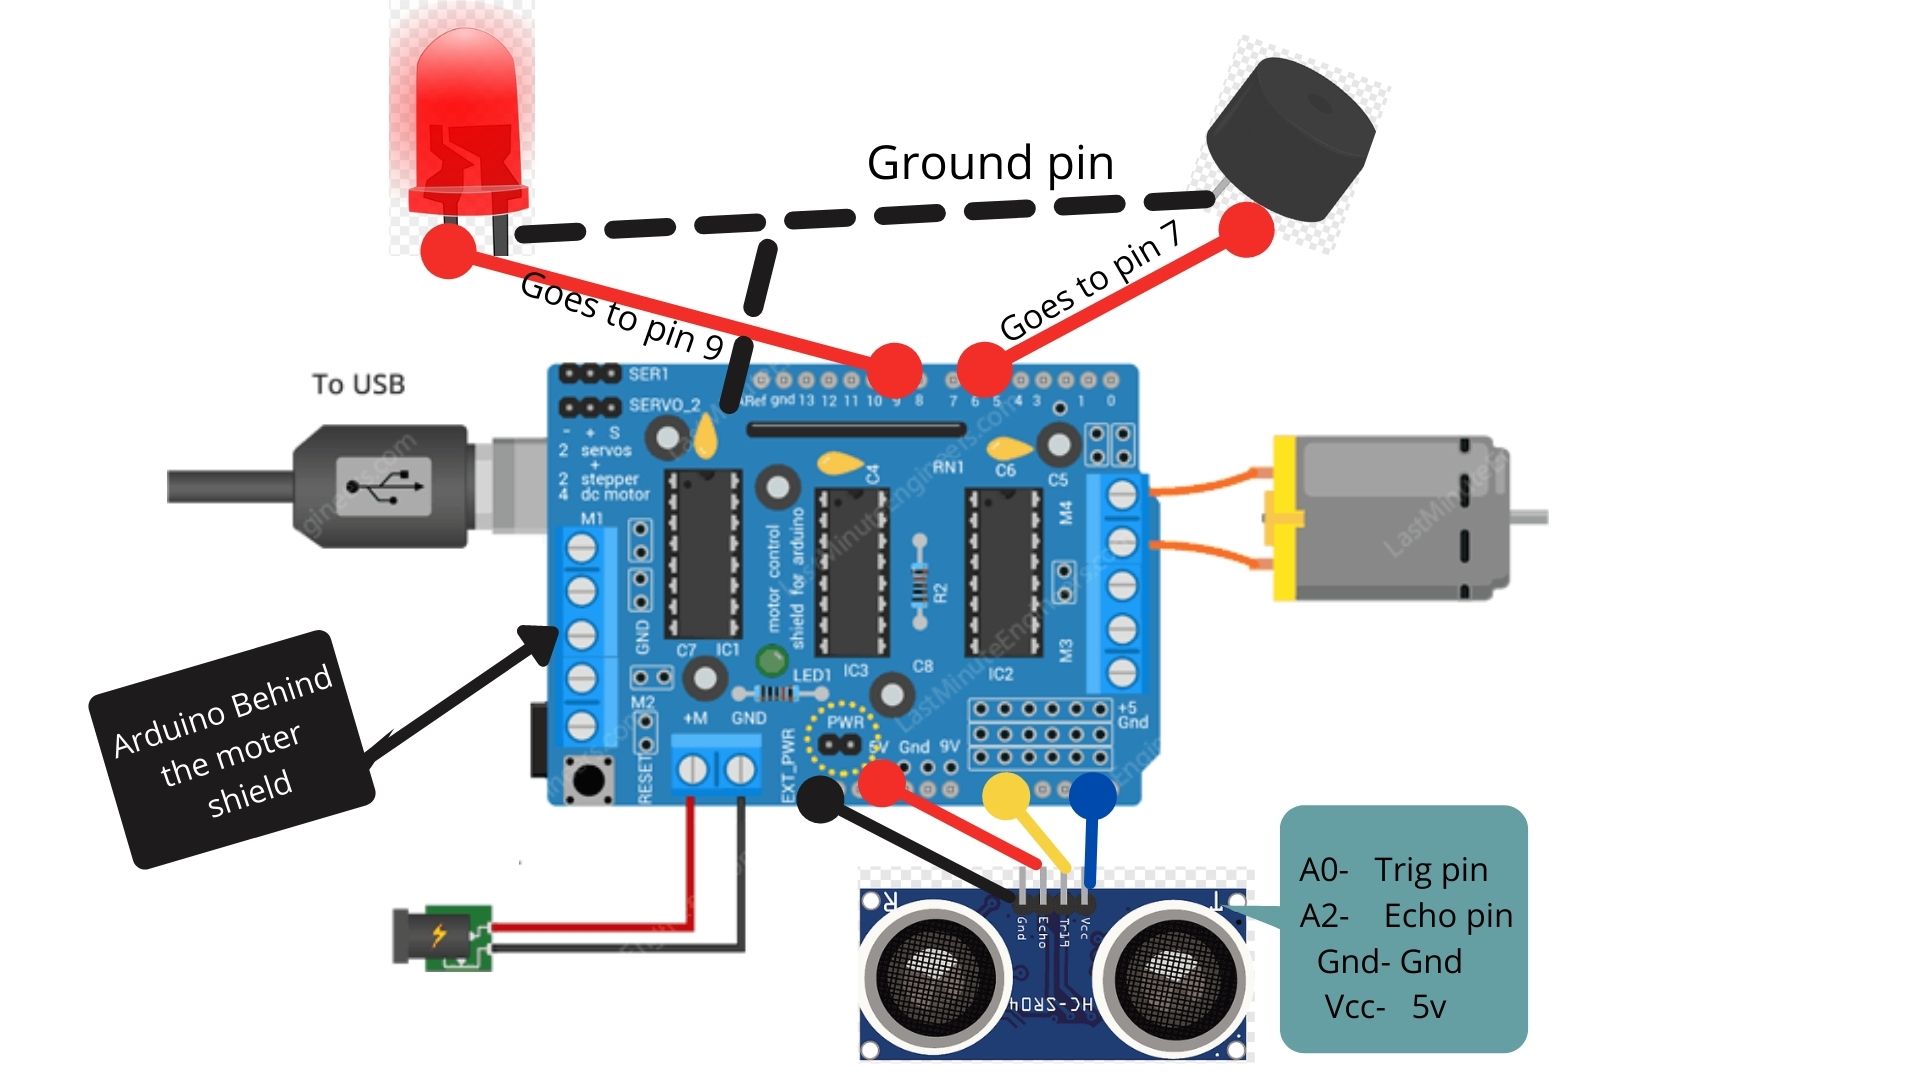 Ground pin
Goes to pin 9
Goes to pin 7
To USB
SER1
SERVO_2
ARef gnd 13 12 11 10 9 8 7 6 5 4 3 1 0
- + S
2 servos
+
2 stepper
4 dc motor
M1
GND
C7 IC1
motor control
shield for arduino
C4
RN1
C6
C5
M4
R2
M3
IC3
C8
IC2
LED1
M2
+M GND
RESET
EXT_PWR
PWR
5V Gnd 9V
+5
Gnd
Arduino Behind
the moter
shield
R
T
Gnd
Echo
Trig
Vcc
HC-SR04
A0- Trig pin
A2- Echo pin
Gnd- Gnd
Vcc- 5v
LastMinuteEngineers.com